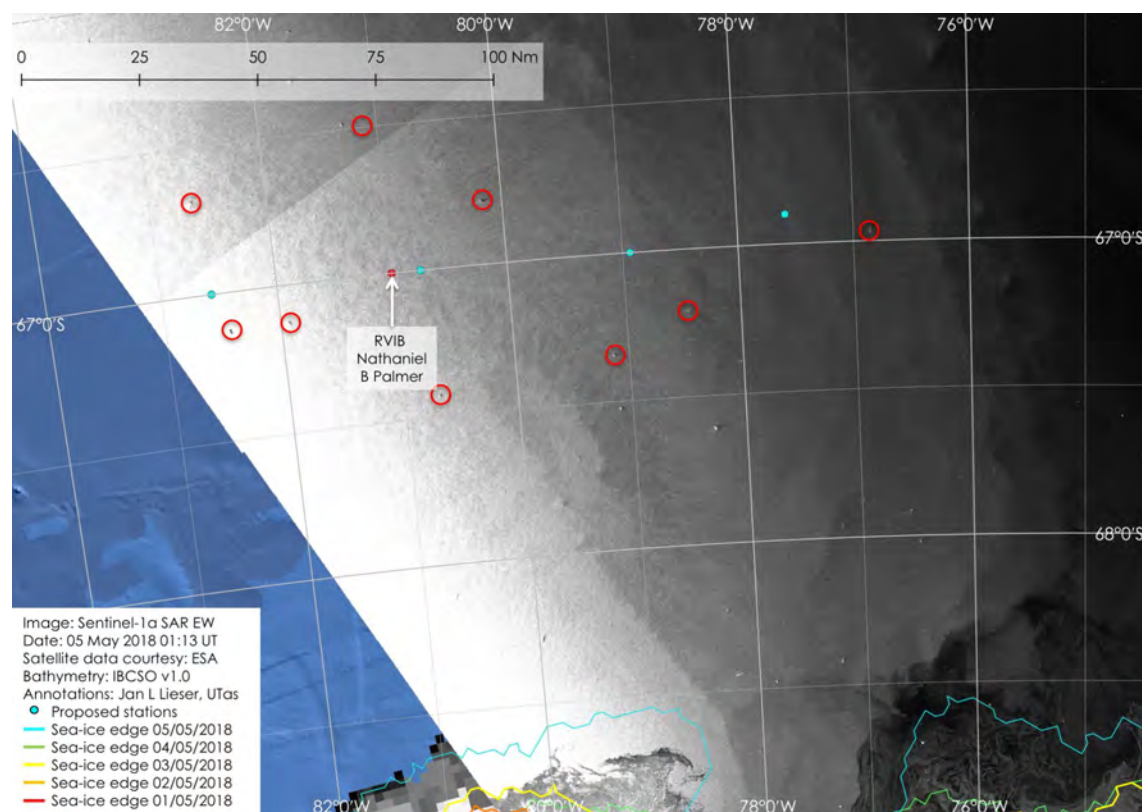 82°0'W 80°0'W 78°0'W 76°0'W
0 25 50 75 100 Nm
67°0'S
67°0'S
RVIB
Nathaniel
B Palmer
68°0'S
Image: Sentinel-1a SAR EW
Date: 05 May 2018 01:13 UT
Satellite data courtesy: ESA
Bathymetry: IBCSO v1.0
Annotations: Jan L Lieser, UTas
Proposed stations
Sea-ice edge 05/05/2018
Sea-ice edge 04/05/2018
Sea-ice edge 03/05/2018
Sea-ice edge 02/05/2018
Sea-ice edge 01/05/2018
82°0'W 80°0'W 78°0'W 76°0'W